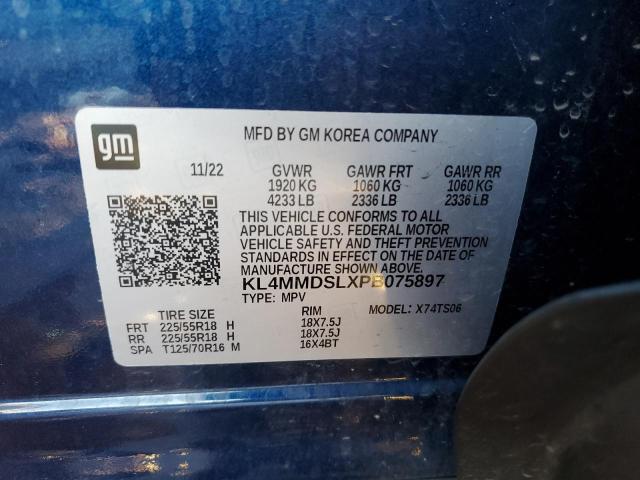 gm
MFD BY GM KOREA COMPANY
11/22 GVWR GAWR FRT GAWR RR
1920 KG 1060 KG 1060 KG
4233 LB 2336 LB 2336 LB
THIS VEHICLE CONFORMS TO ALL
APPLICABLE U.S. FEDERAL MOTOR
VEHICLE SAFETY AND THEFT PREVENTION
STANDARDS IN EFFECT ON THE DATE OF
MANUFACTURE SHOWN ABOVE.
KL4MMDSLXPB075897
TYPE: MPV MODEL: X74TS06
TIRE SIZE RIM
FRT 225/55R18 H 18X7.5J
RR 225/55R18 H 18X7.5J
SPA T125/70R16 M 16X4BT